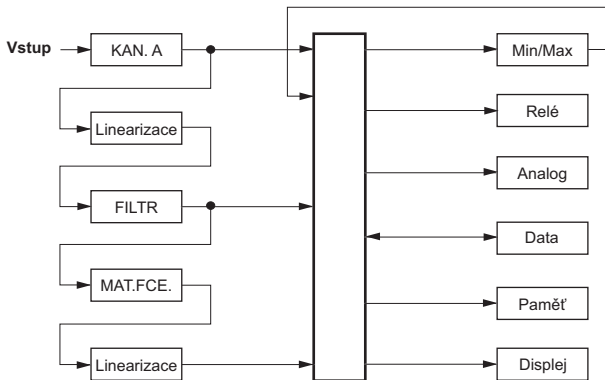 Vstup
KAN. A
Linearizace
FILTR
MAT.FCE.
Linearizace
Min/Max
Relé
Analog
Data
Paměť
Displej